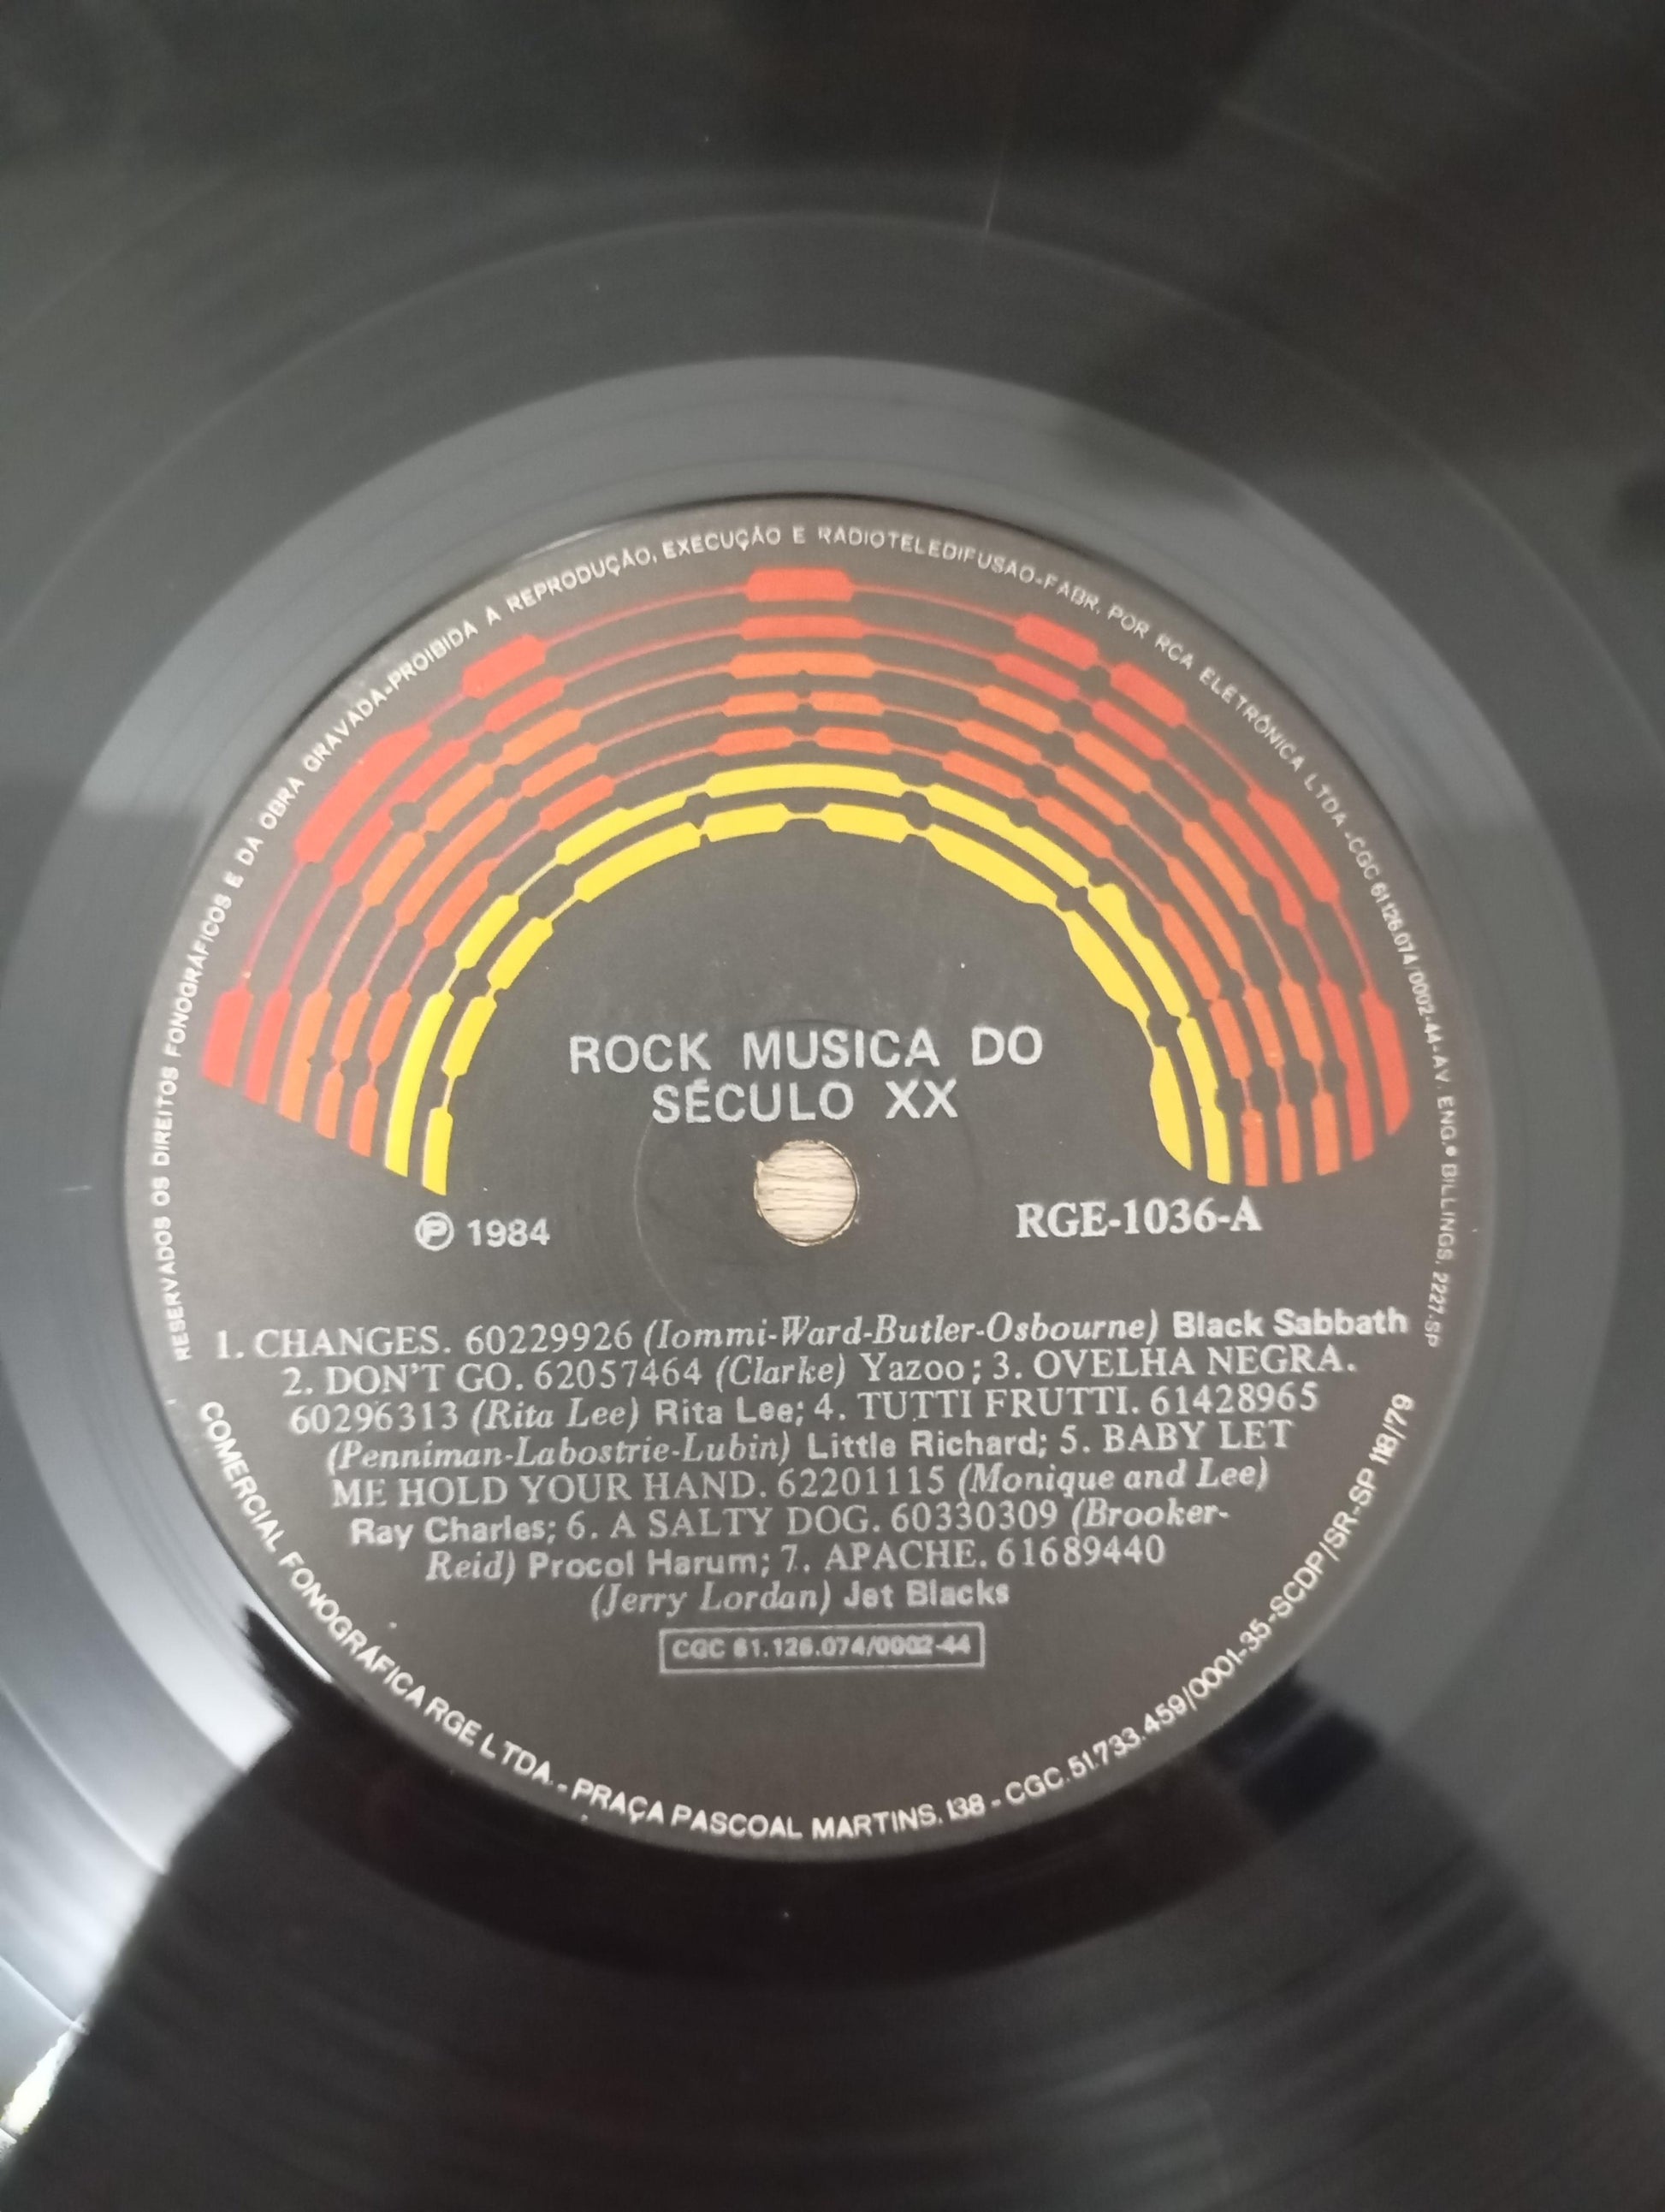 RESERVADOS OS DIREITOS FONOGRÁFICOS E DA OBRA GRAVADA-PROIBIDA A REPRODUÇÃO, EXECUÇÃO E RADIOTELEDIFUSAO-FABR. POR RCA ELETRÔNICA LTDA.-CGC 61.126.074/0002-44-AV. ENG.º BILLINGS, 2227-SP
ROCK MUSICA DO
SÉCULO XX
℗ 1984
RGE-1036-A
1. CHANGES. 60229926 (Iommi-Ward-Butler-Osbourne) Black Sabbath
2. DON'T GO. 62057464 (Clarke) Yazoo; 3. OVELHA NEGRA.
60296313 (Rita Lee) Rita Lee; 4. TUTTI FRUTTI. 61428965
(Penniman-Labostrie-Lubin) Little Richard; 5. BABY LET
ME HOLD YOUR HAND. 62201115 (Monique and Lee)
Ray Charles; 6. A SALTY DOG. 60330309 (Brooker-
Reid) Procol Harum; 7. APACHE. 61689440
(Jerry Lordan) Jet Blacks
CGC 61.126.074/0002-44
COMERCIAL FONOGRÁFICA RGE LTDA. - PRAÇA PASCOAL MARTINS, 138 - CGC. 51.733.459/0001-35-SCDP/SR-SP 118/79